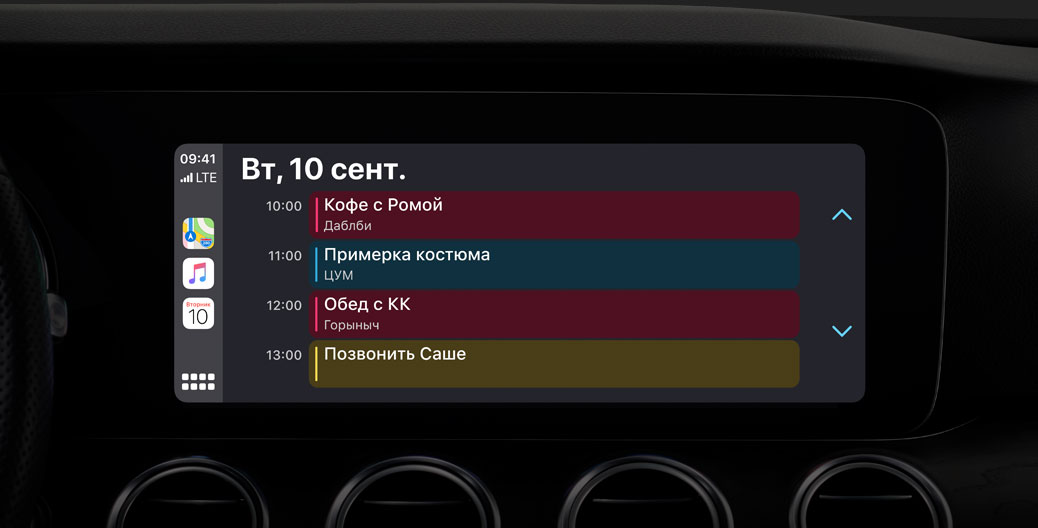 09:41
LTE
Вт, 10 сент.
10:00
Кофе с Ромой
Даблби
11:00
Примерка костюма
ЦУМ
12:00
Обед с КК
Горыныч
13:00
Позвонить Саше
Вторник
10